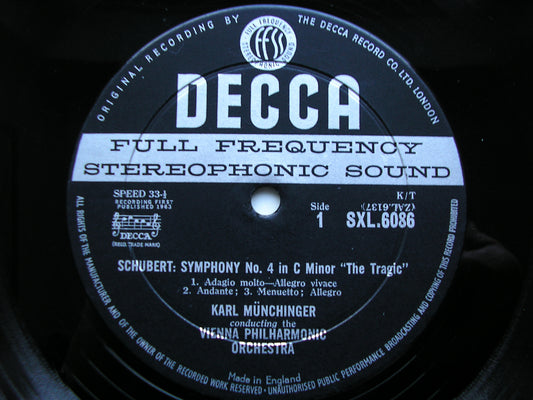 ORIGINAL RECORDING BY THE DECCA RECORD CO. LTD. LONDON
FULL FREQUENCY STEREOPHONIC
FFSS
DECCA
FULL FREQUENCY
STEREOPHONIC SOUND
SPEED 33⅓
RECORDING FIRST
PUBLISHED 1963
DECCA
(REGD. TRADE MARK)
K/T
(ZAL.6137)
Side
1
SXL.6086
SCHUBERT: SYMPHONY No. 4 in C Minor "The Tragic"
1. Adagio molto—Allegro vivace
2. Andante; 3. Menuetto; Allegro
KARL MÜNCHINGER
conducting the
VIENNA PHILHARMONIC
ORCHESTRA
Made in England
ALL RIGHTS OF THE MANUFACTURER AND OF THE OWNER OF THE RECORDED WORK RESERVED · UNAUTHORISED PUBLIC PERFORMANCE BROADCASTING AND COPYING OF THIS RECORD PROHIBITED